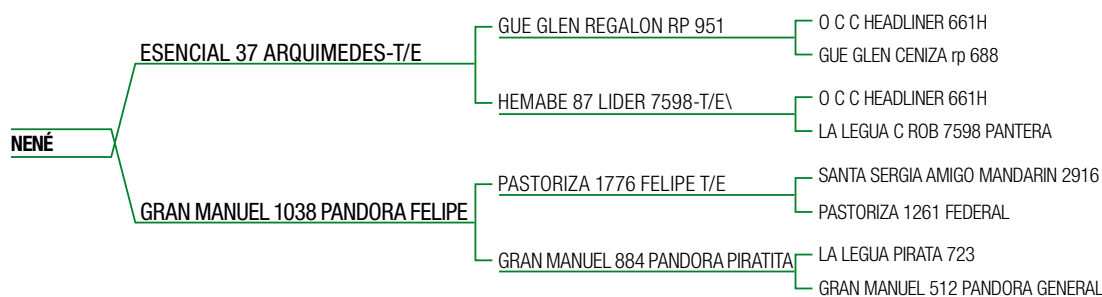 NENÉ
ESENCIAL 37 ARQUIMEDES-T/E
GUE GLEN REGALON RP 951
O C C HEADLINER 661H
GUE GLEN CENIZA rp 688
HEMABE 87 LIDER 7598-T/E\
O C C HEADLINER 661H
LA LEGUA C ROB 7598 PANTERA
GRAN MANUEL 1038 PANDORA FELIPE
PASTORIZA 1776 FELIPE T/E
SANTA SERGIA AMIGO MANDARIN 2916
PASTORIZA 1261 FEDERAL
GRAN MANUEL 884 PANDORA PIRATITA
LA LEGUA PIRATA 723
GRAN MANUEL 512 PANDORA GENERAL